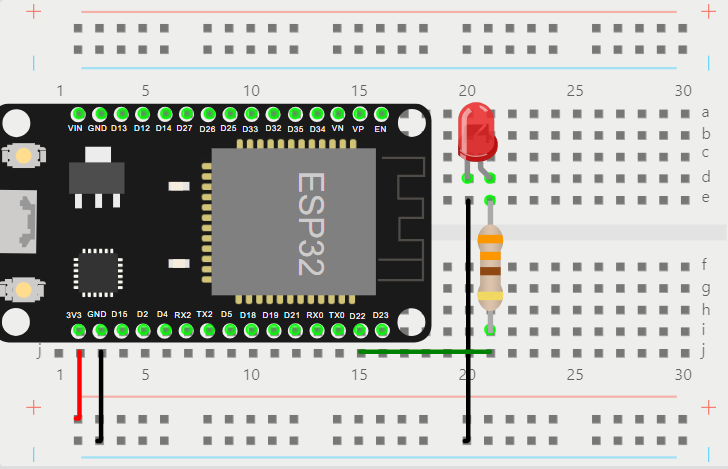 + +
1 5 10 15 20 25 30
a
VIN GND D13 D12 D14 D27 D26 D25 D33 D32 D35 D34 VN VP EN
b
c
d
e
ESP32
f
g
h
3V3 GND D15 D2 D4 RX2 TX2 D5 D18 D19 D21 RX0 TX0 D22 D23
i
j j
1 5 10 15 20 25 30
+ +